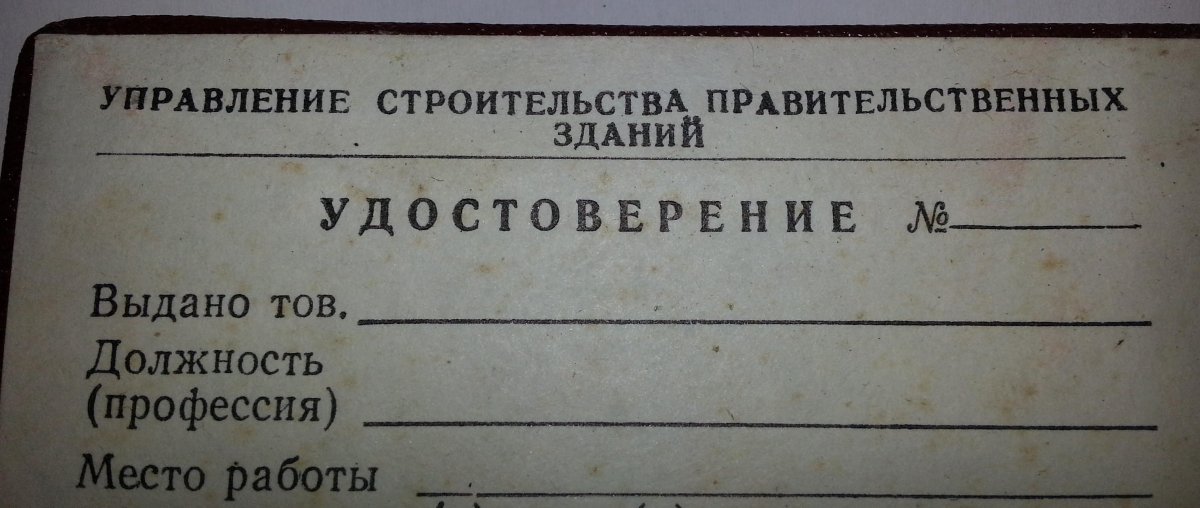 УПРАВЛЕНИЕ СТРОИТЕЛЬСТВА ПРАВИТЕЛЬСТВЕННЫХ
ЗДАНИЙ
УДОСТОВЕРЕНИЕ №
Выдано тов.
Должность
(профессия)
Место работы